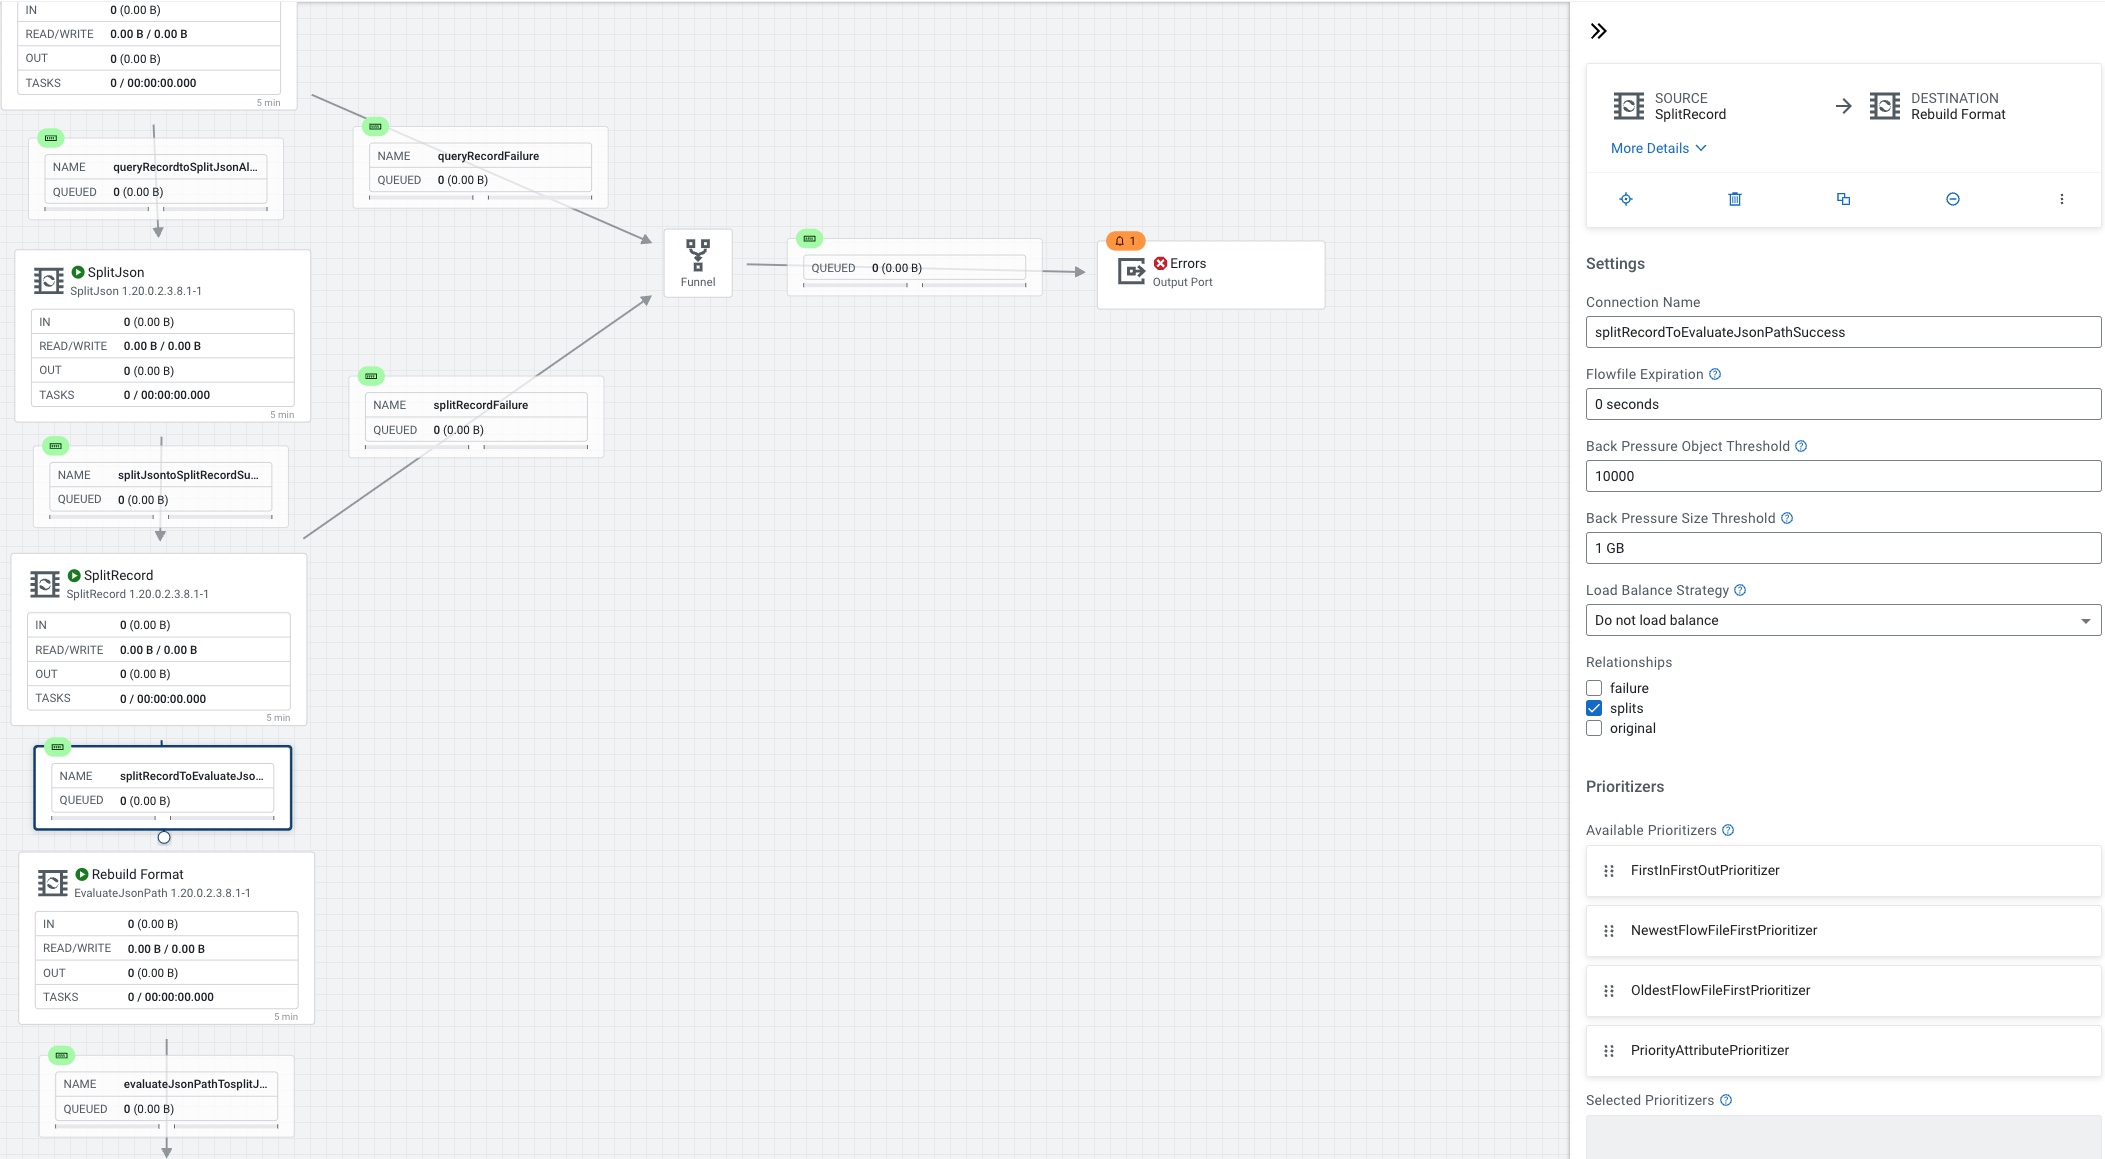 IN 0 (0.00 B)
READ/WRITE 0.00 B / 0.00 B
OUT 0 (0.00 B)
TASKS 0 / 00:00:00.000
5 min
NAME queryRecordtoSplitJsonAl...
QUEUED 0 (0.00 B)
NAME queryRecordFailure
QUEUED 0 (0.00 B)
SplitJson
SplitJson 1.20.0.2.3.8.1-1
IN 0 (0.00 B)
READ/WRITE 0.00 B / 0.00 B
OUT 0 (0.00 B)
TASKS 0 / 00:00:00.000
5 min
Funnel
QUEUED 0 (0.00 B)
1
Errors
Output Port
NAME splitRecordFailure
QUEUED 0 (0.00 B)
NAME splitJsontoSplitRecordSu...
QUEUED 0 (0.00 B)
SplitRecord
SplitRecord 1.20.0.2.3.8.1-1
IN 0 (0.00 B)
READ/WRITE 0.00 B / 0.00 B
OUT 0 (0.00 B)
TASKS 0 / 00:00:00.000
5 min
NAME splitRecordToEvaluateJso...
QUEUED 0 (0.00 B)
Rebuild Format
EvaluateJsonPath 1.20.0.2.3.8.1-1
IN 0 (0.00 B)
READ/WRITE 0.00 B / 0.00 B
OUT 0 (0.00 B)
TASKS 0 / 00:00:00.000
5 min
NAME evaluateJsonPathTosplitJ...
QUEUED 0 (0.00 B)
SOURCE
SplitRecord
DESTINATION
Rebuild Format
More Details
Settings
Connection Name
splitRecordToEvaluateJsonPathSuccess
Flowfile Expiration
0 seconds
Back Pressure Object Threshold
10000
Back Pressure Size Threshold
1 GB
Load Balance Strategy
Do not load balance
Relationships
failure
splits
original
Prioritizers
Available Prioritizers
FirstInFirstOutPrioritizer
NewestFlowFileFirstPrioritizer
OldestFlowFileFirstPrioritizer
PriorityAttributePrioritizer
Selected Prioritizers